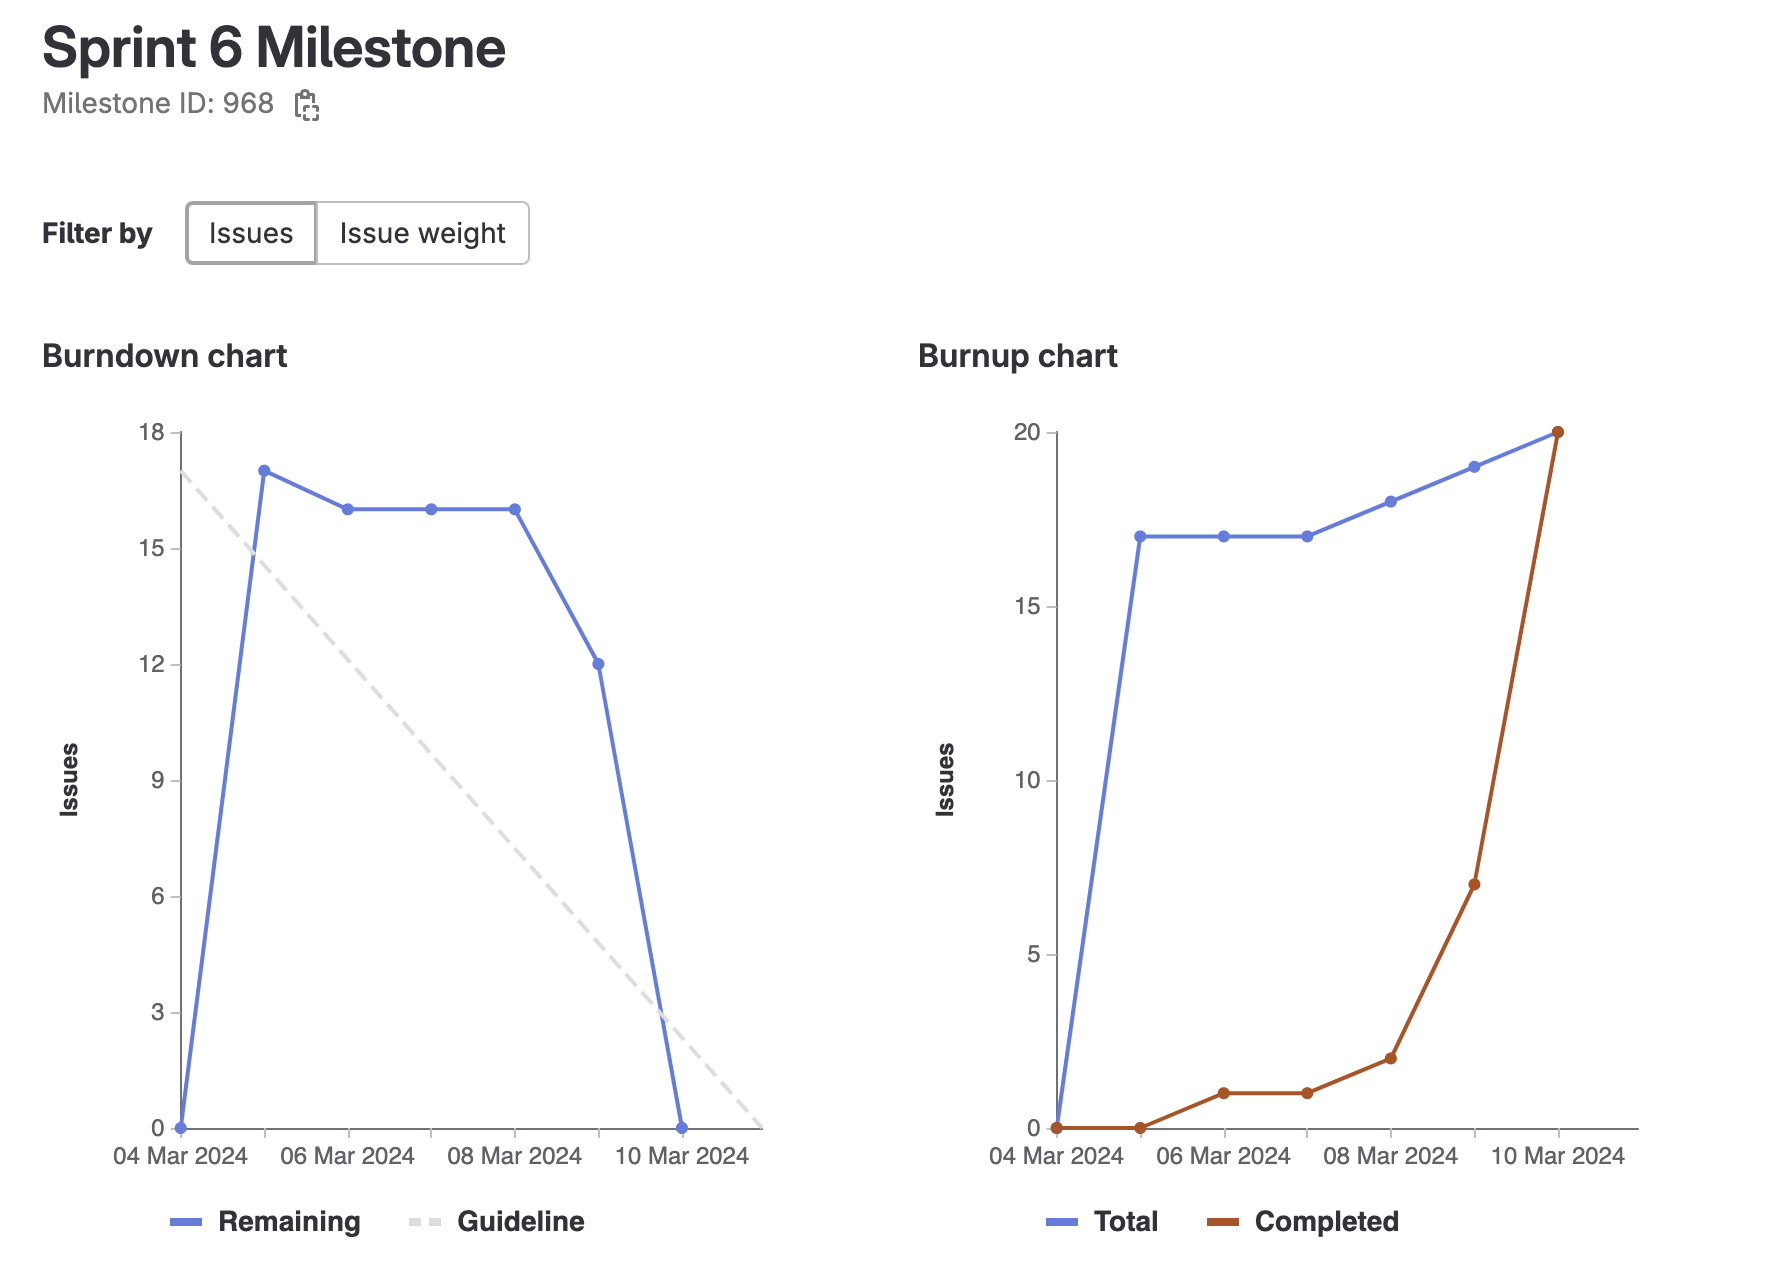 Sprint 6 Milestone
Milestone ID: 968
Filter by
Issues
Issue weight
Burndown chart
18
15
12
9
6
3
0
Issues
04 Mar 2024
06 Mar 2024
08 Mar 2024
10 Mar 2024
Remaining
Guideline
Burnup chart
20
15
10
5
0
Issues
04 Mar 2024
06 Mar 2024
08 Mar 2024
10 Mar 2024
Total
Completed